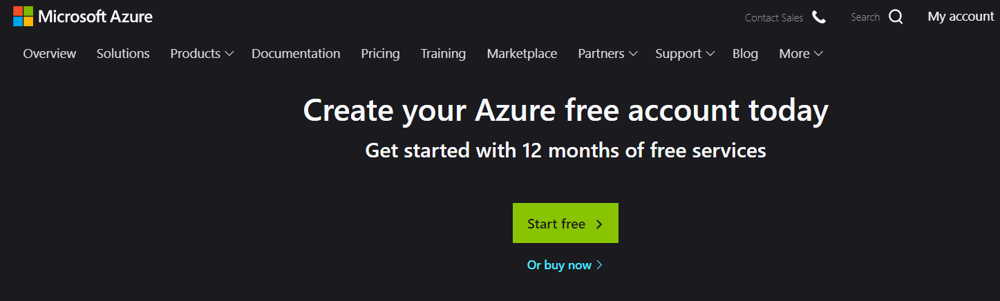 Microsoft Azure
Contact Sales Search My account
Overview Solutions Products Documentation Pricing Training Marketplace Partners Support Blog More
Create your Azure free account today
Get started with 12 months of free services
Start free
Or buy now